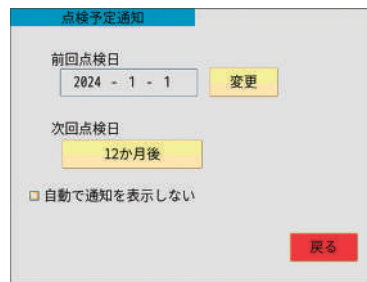 点検予定通知
前回点検日
2024 - 1 - 1
変更
次回点検日
12か月後
自動で通知を表示しない
戻る